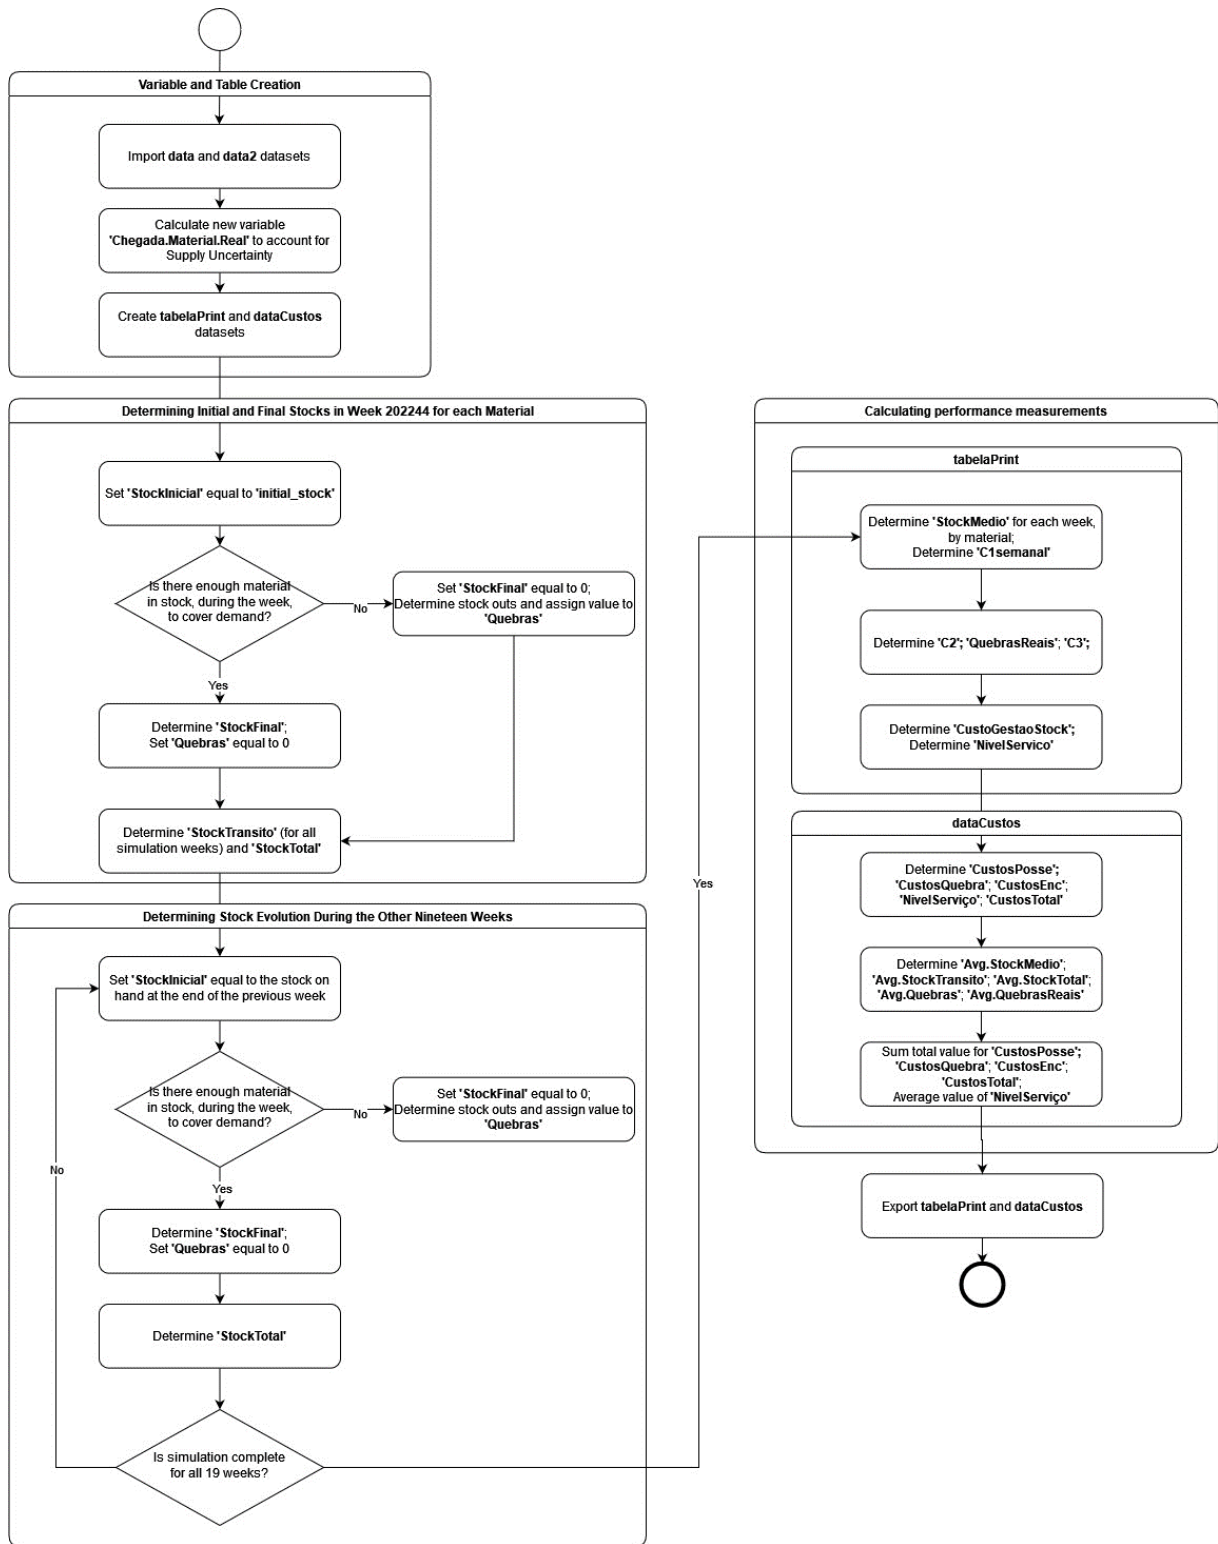 Variable and Table Creation
Import data and data2 datasets
Calculate new variable
'Chegada.Material.Real' to account for
Supply Uncertainty
Create tabelaPrint and dataCustos
datasets
Determining Initial and Final Stocks in Week 202244 for each Material
Set 'StockInicial' equal to 'initial_stock'
Is there enough material
in stock, during the week,
to cover demand?
No
Set 'StockFinal' equal to 0;
Determine stock outs and assign value to
'Quebras'
Yes
Determine 'StockFinal';
Set 'Quebras' equal to 0
Determine 'StockTransito' (for all
simulation weeks) and 'StockTotal'
Determining Stock Evolution During the Other Nineteen Weeks
Set 'StockInicial' equal to the stock on
hand at the end of the previous week
Is there enough material
in stock, during the week,
to cover demand?
No
Set 'StockFinal' equal to 0;
Determine stock outs and assign value to
'Quebras'
No
Yes
Determine 'StockFinal';
Set 'Quebras' equal to 0
Determine 'StockTotal'
Is simulation complete
for all 19 weeks?
Yes
Calculating performance measurements
tabelaPrint
Determine 'StockMedio' for each week,
by material;
Determine 'C1semanal'
Determine 'C2'; 'QuebrasReais'; 'C3';
Determine 'CustoGestaoStock';
Determine 'NivelServico'
dataCustos
Determine 'CustosPosse';
'CustosQuebra'; 'CustosEnc';
'NivelServiço'; 'CustosTotal'
Determine 'Avg.StockMedio';
'Avg.StockTransito'; 'Avg.StockTotal';
'Avg.Quebras'; 'Avg.QuebrasReais'
Sum total value for 'CustosPosse';
'CustosQuebra'; 'CustosEnc';
'CustosTotal';
Average value of 'NivelServiço'
Export tabelaPrint and dataCustos